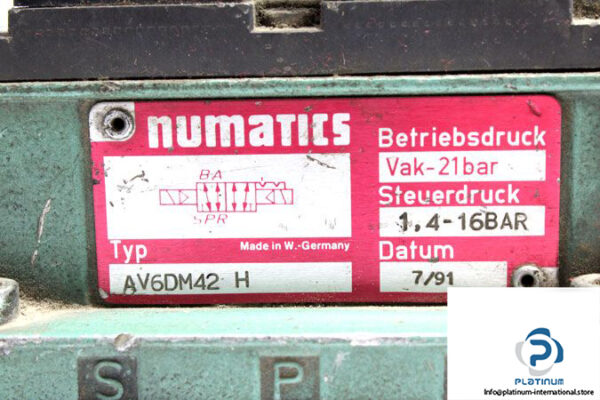 numatics
Betriebsdruck
Vak-21bar
BA
SPR
Steuerdruck
1,4-16BAR
Typ
Made in W.-Germany
Datum
AV6DM42 H
7/91
S P
PLATINUM
Info@platinum-international.store